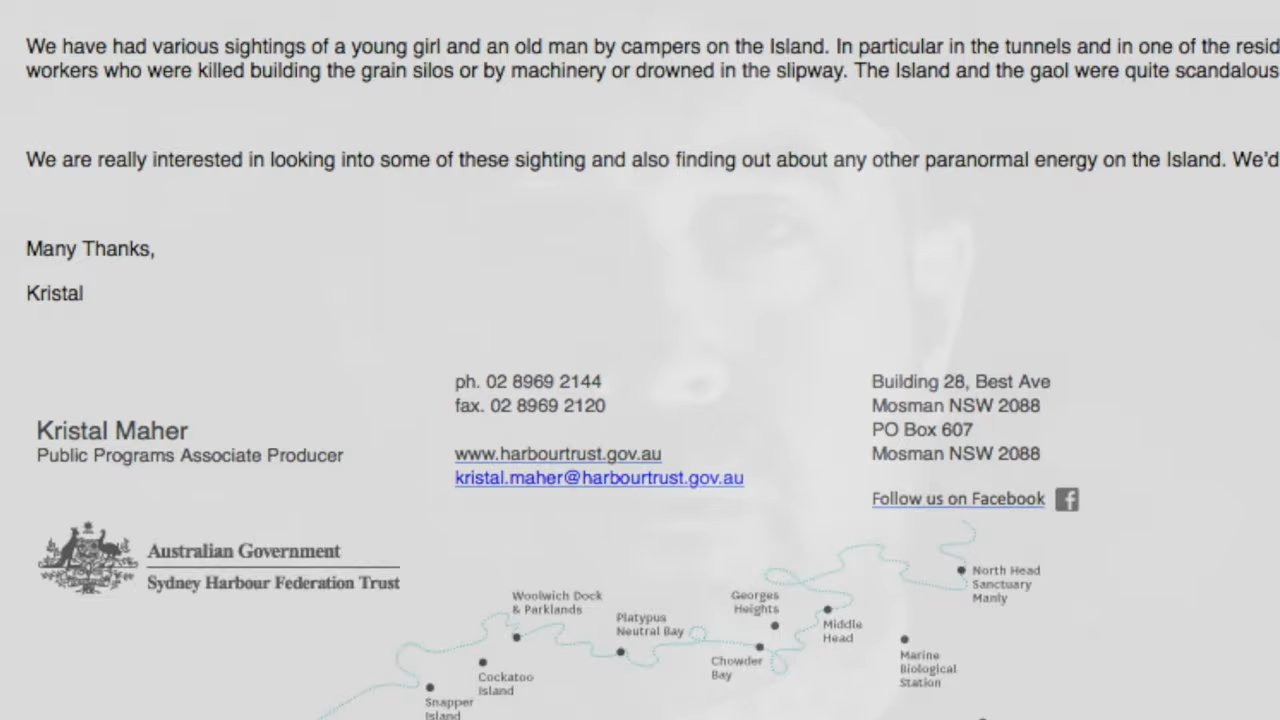 We have had various sightings of a young girl and an old man by campers on the Island. In particular in the tunnels and in one of the resid
workers who were killed building the grain silos or by machinery or drowned in the slipway. The Island and the gaol were quite scandalous
We are really interested in looking into some of these sighting and also finding out about any other paranormal energy on the Island. We'd
Many Thanks,
Kristal
Kristal Maher
Public Programs Associate Producer
ph. 02 8969 2144
fax. 02 8969 2120
www.harbourtrust.gov.au
kristal.maher@harbourtrust.gov.au
Building 28, Best Ave
Mosman NSW 2088
PO Box 607
Mosman NSW 2088
Follow us on Facebook
Australian Government
Sydney Harbour Federation Trust
North Head
Sanctuary
Manly
Woolwich Dock
& Parklands
Georges
Heights
Platypus
Neutral Bay
Middle
Head
Chowder
Bay
Marine
Biological
Station
Cockatoo
Island
Snapper
Island